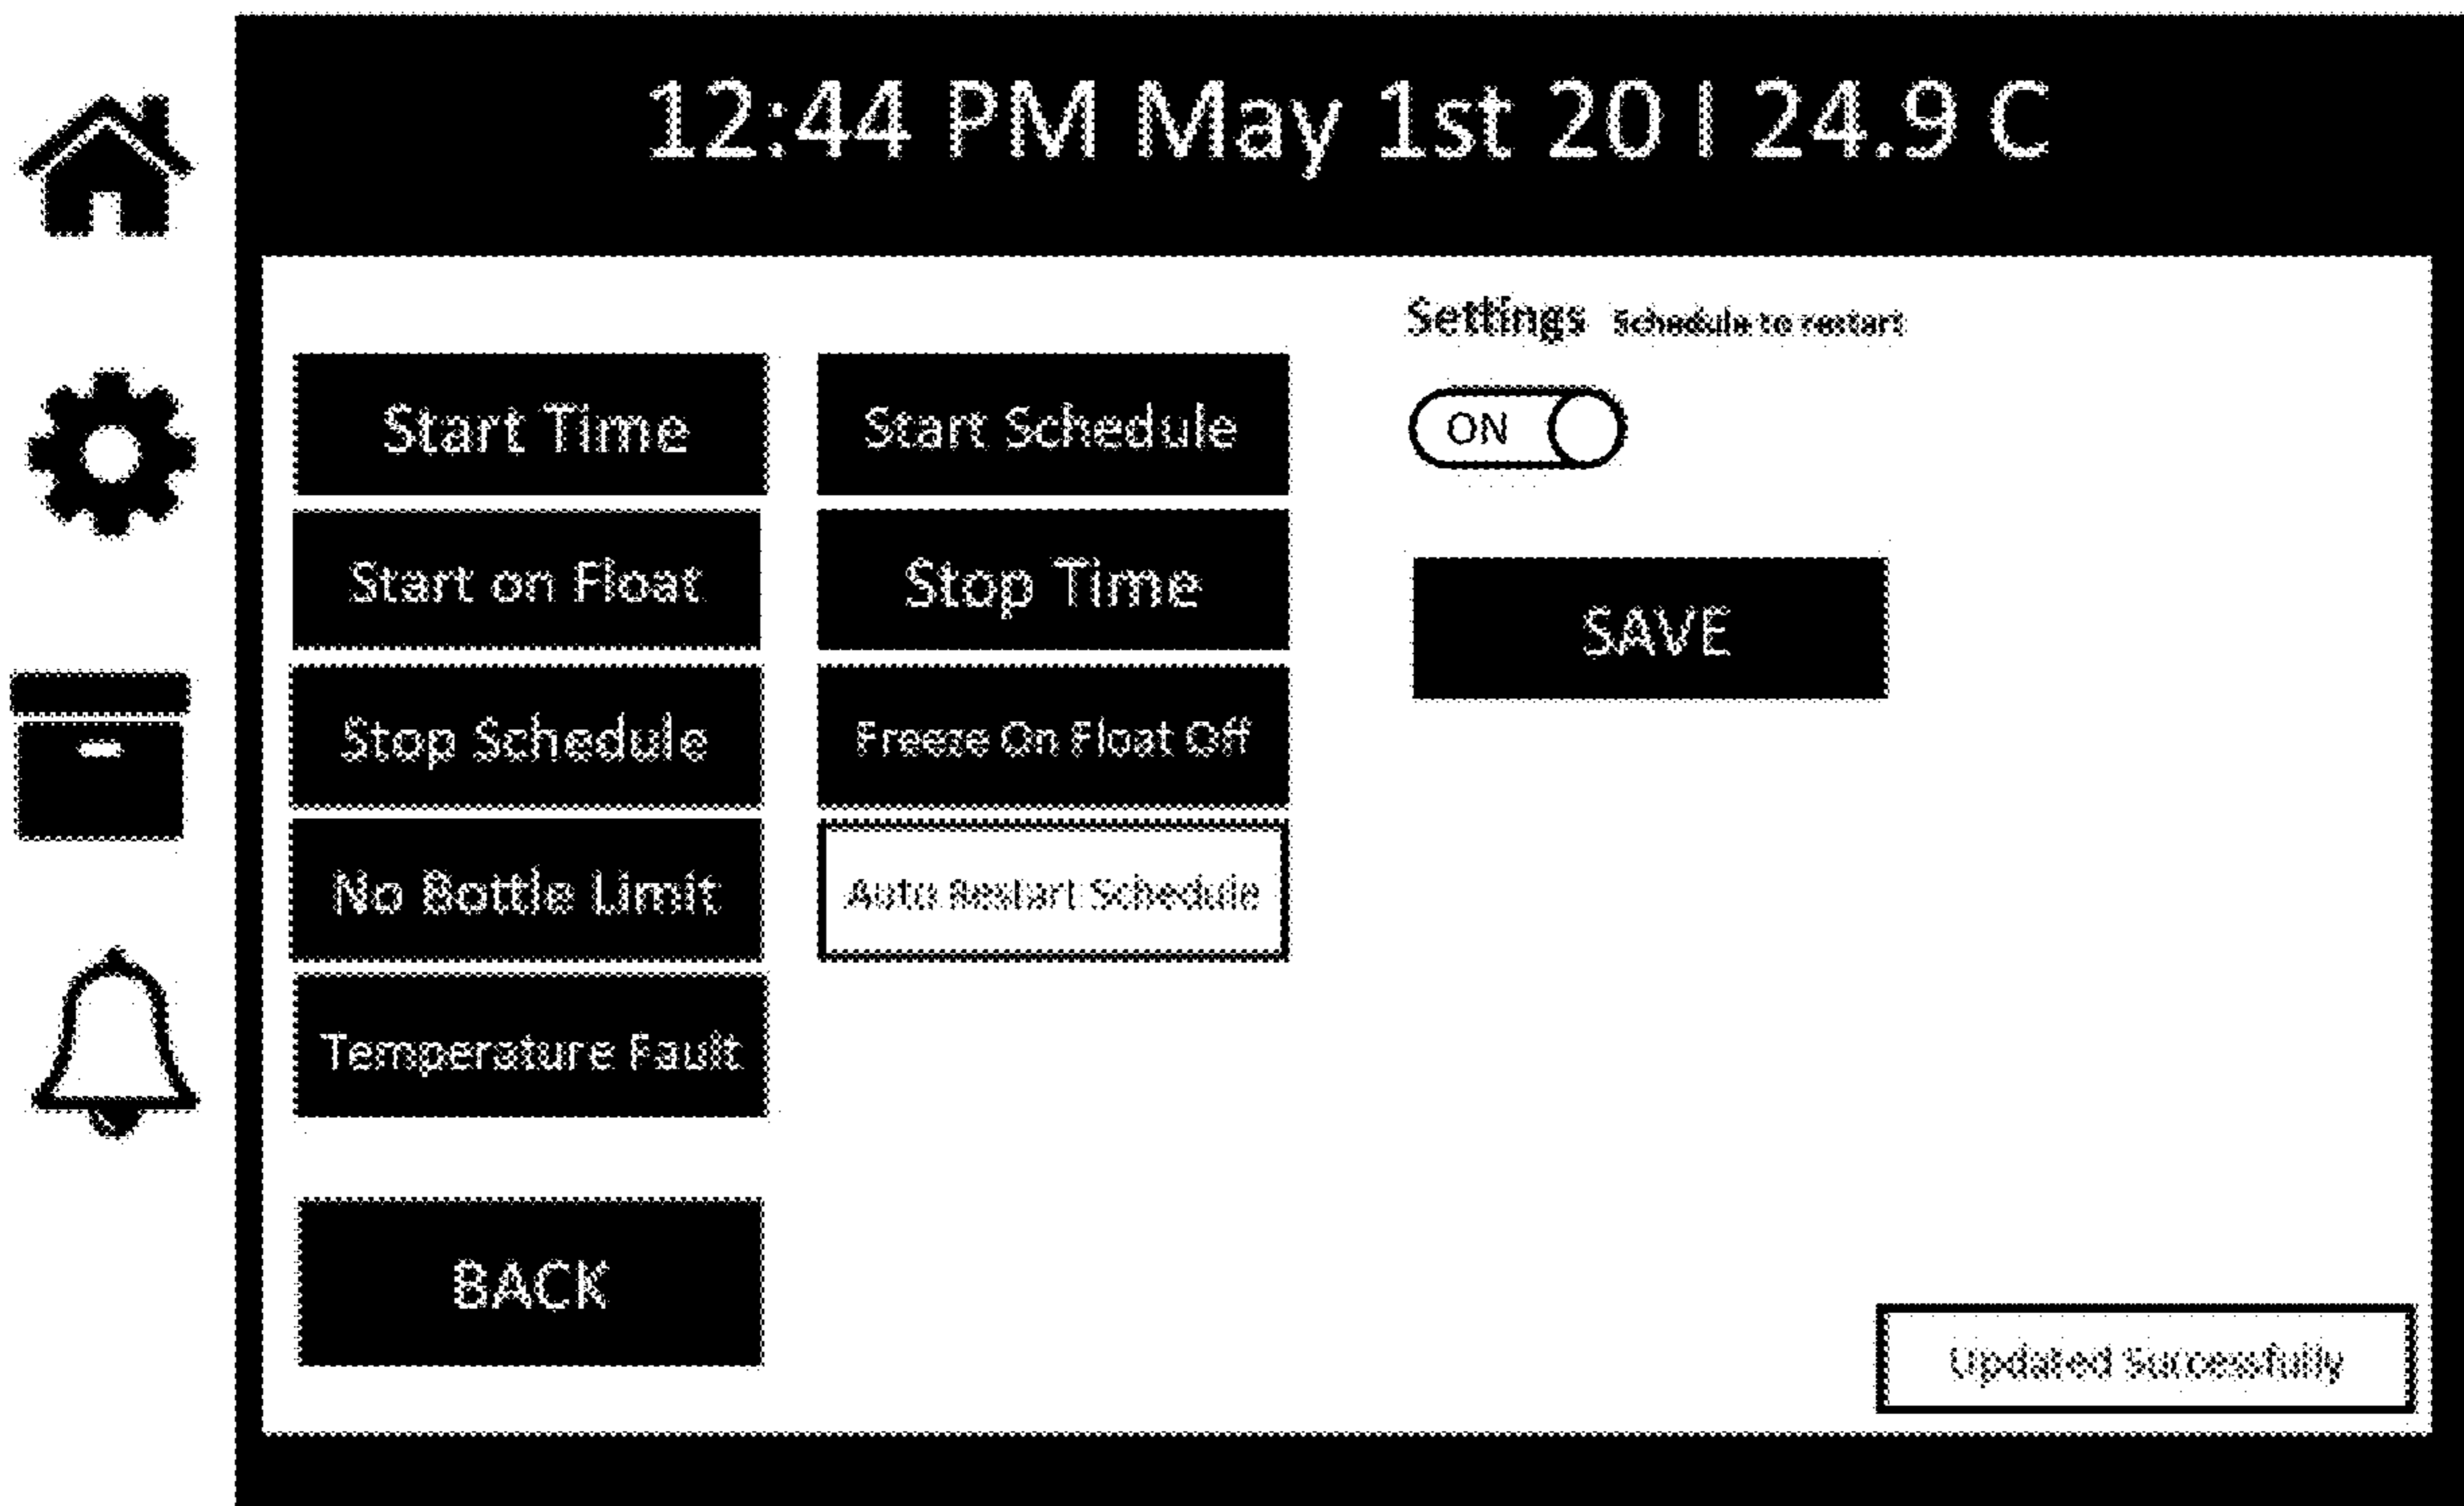 12:44 PM May 1st 20 | 24.9 C
Settings Schedule to restart
Start Time
Start Schedule
ON
Start on Float
Stop Time
SAVE
Stop Schedule
Freeze On Float Off
No Bottle Limit
Auto Restart Schedule
Temperature Fault
BACK
Updated Successfully